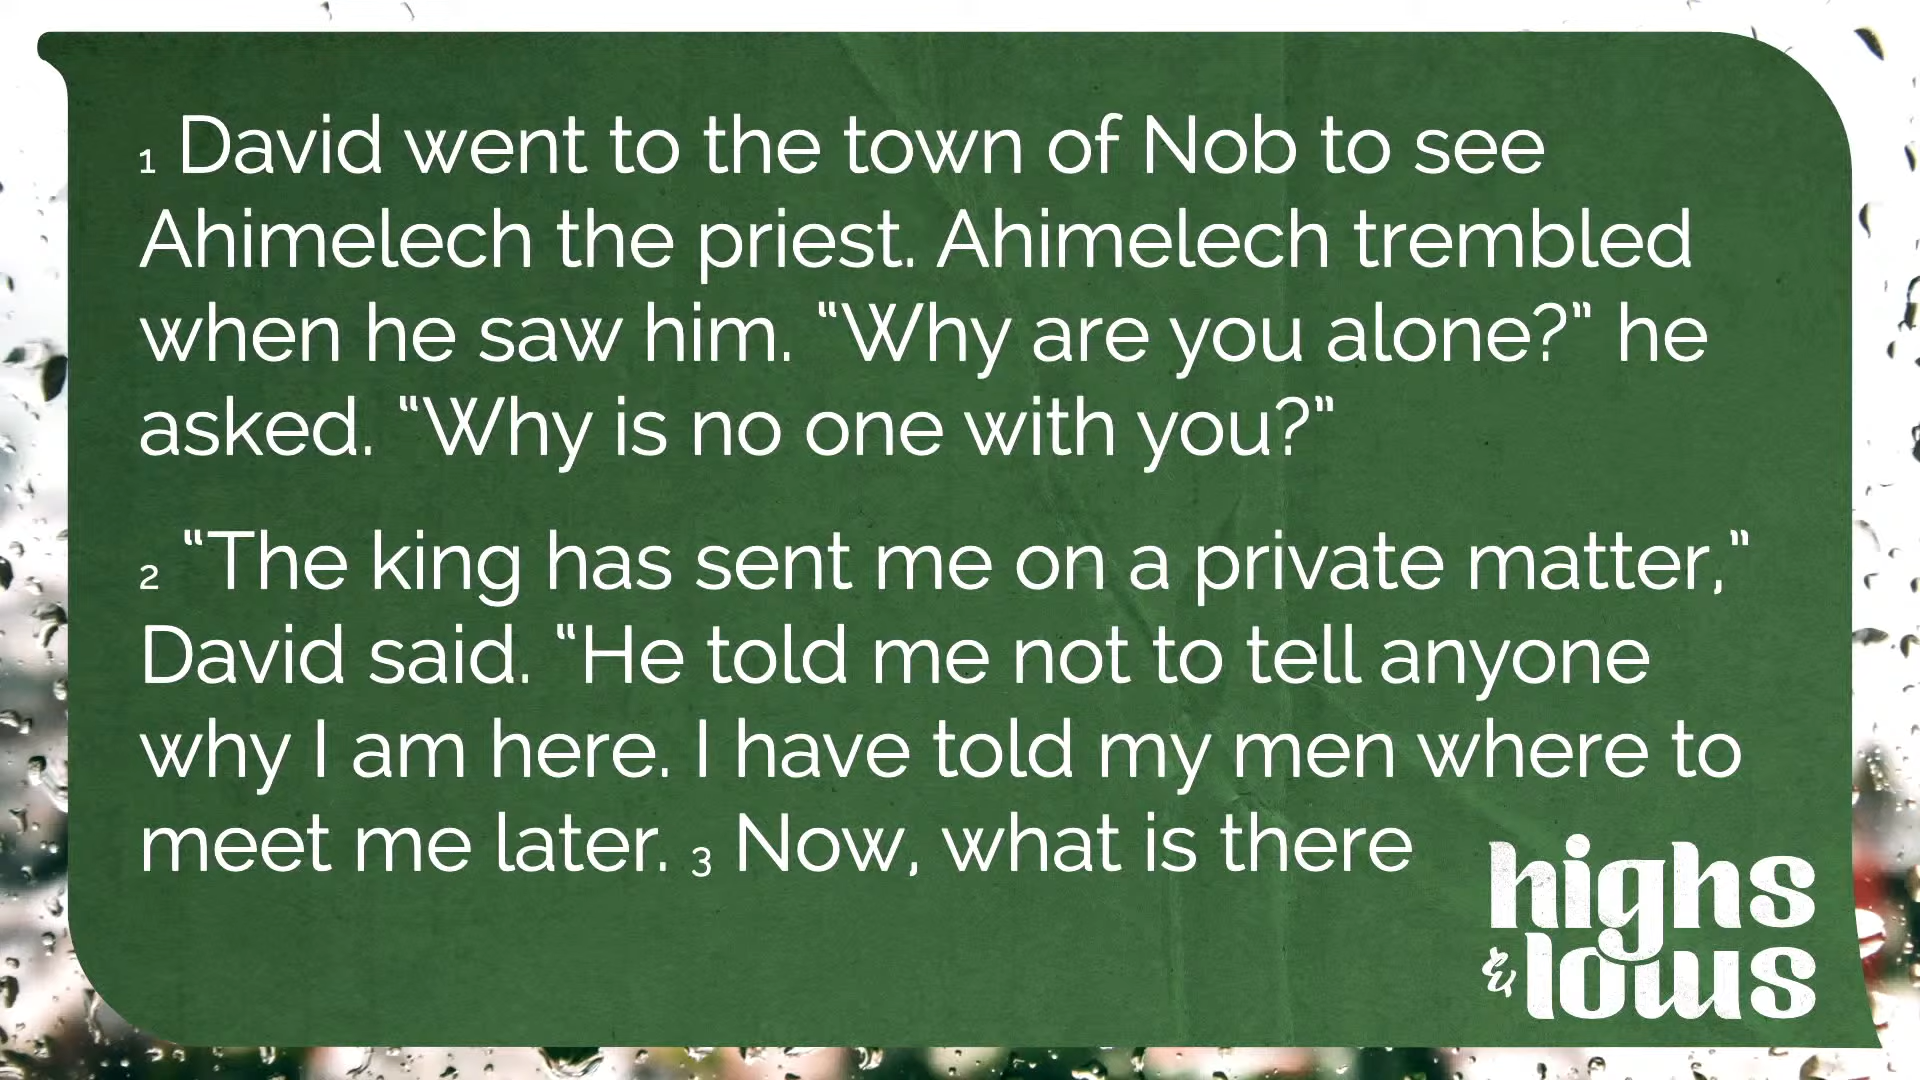 1 David went to the town of Nob to see
Ahimelech the priest. Ahimelech trembled
when he saw him. “Why are you alone?” he
asked. “Why is no one with you?”
2 “The king has sent me on a private matter,”
David said. “He told me not to tell anyone
why I am here. I have told my men where to
meet me later. 3 Now, what is there
highs
& lows